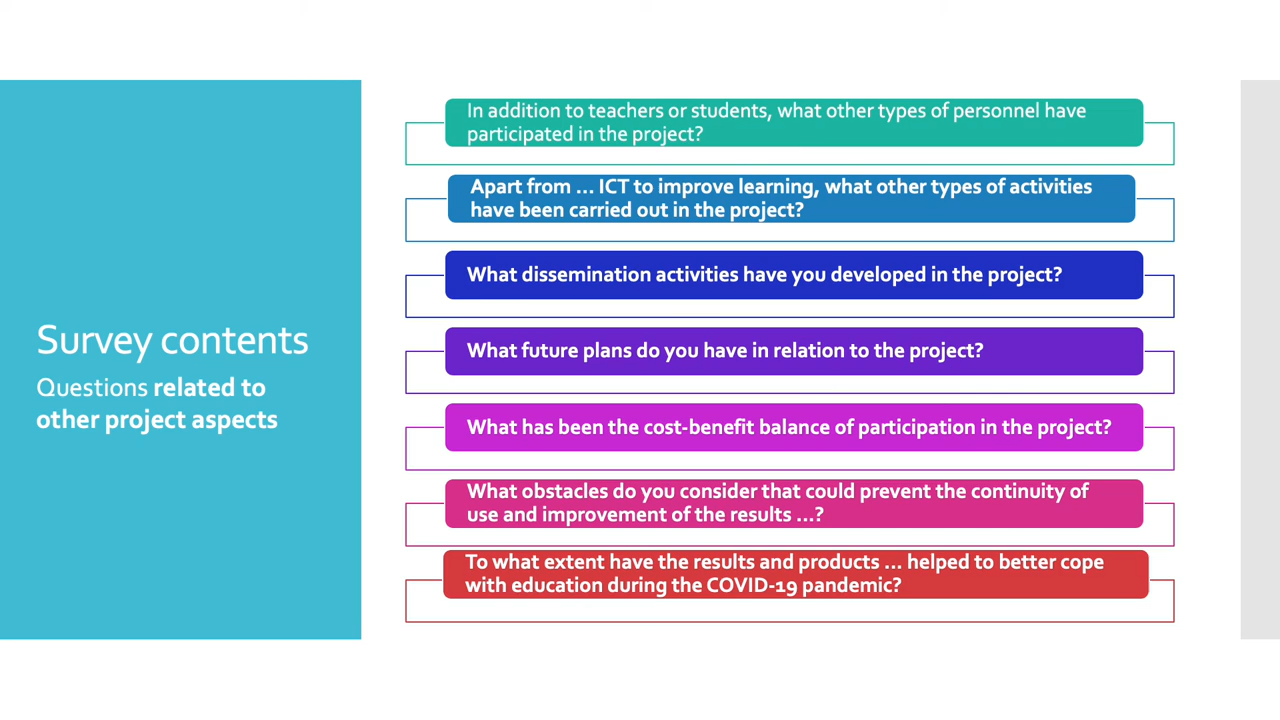 Survey contents
Questions related to
other project aspects
In addition to teachers or students, what other types of personnel have
participated in the project?
Apart from ... ICT to improve learning, what other types of activities
have been carried out in the project?
What dissemination activities have you developed in the project?
What future plans do you have in relation to the project?
What has been the cost-benefit balance of participation in the project?
What obstacles do you consider that could prevent the continuity of
use and improvement of the results ...?
To what extent have the results and products ... helped to better cope
with education during the COVID-19 pandemic?